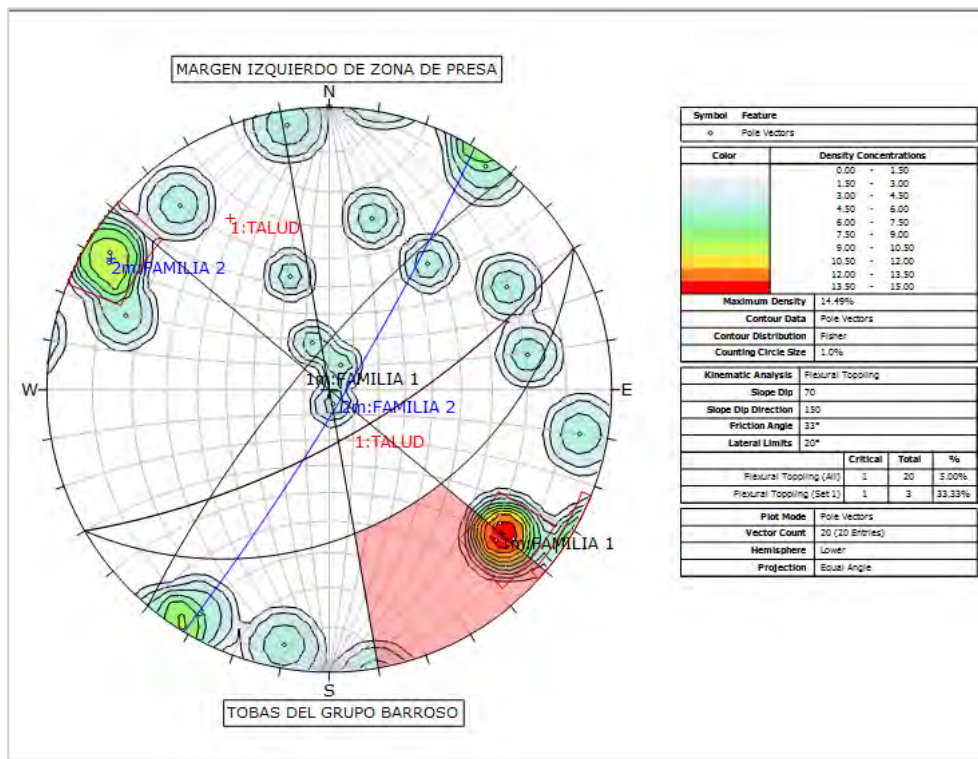 MARGEN IZQUIERDO DE ZONA DE PRESA
N
W
E
S
1:TALUD
2m:FAMILIA 2
1m:FAMILIA 1
2m:FAMILIA 2
1:TALUD
1m:FAMILIA 1
TOBAS DEL GRUPO BARROSO
Symbol Feature
Pole Vectors
Color Density Concentrations
0.00 - 1.50
1.50 - 3.00
3.00 - 4.50
4.50 - 6.00
6.00 - 7.50
7.50 - 9.00
9.00 - 10.50
10.50 - 12.00
12.00 - 13.50
13.50 - 15.00
Maximum Density 14.49%
Contour Data Pole Vectors
Contour Distribution Fisher
Counting Circle Size 1.0%
Kinematic Analysis Flexural Toppling
Slope Dip 70
Slope Dip Direction 150
Friction Angle 33°
Lateral Limits 20°
Critical Total %
Flexural Toppling (All) 1 20 5.00%
Flexural Toppling (Set 1) 1 3 33.33%
Plot Mode Pole Vectors
Vector Count 20 (20 Entries)
Hemisphere Lower
Projection Equal Angle